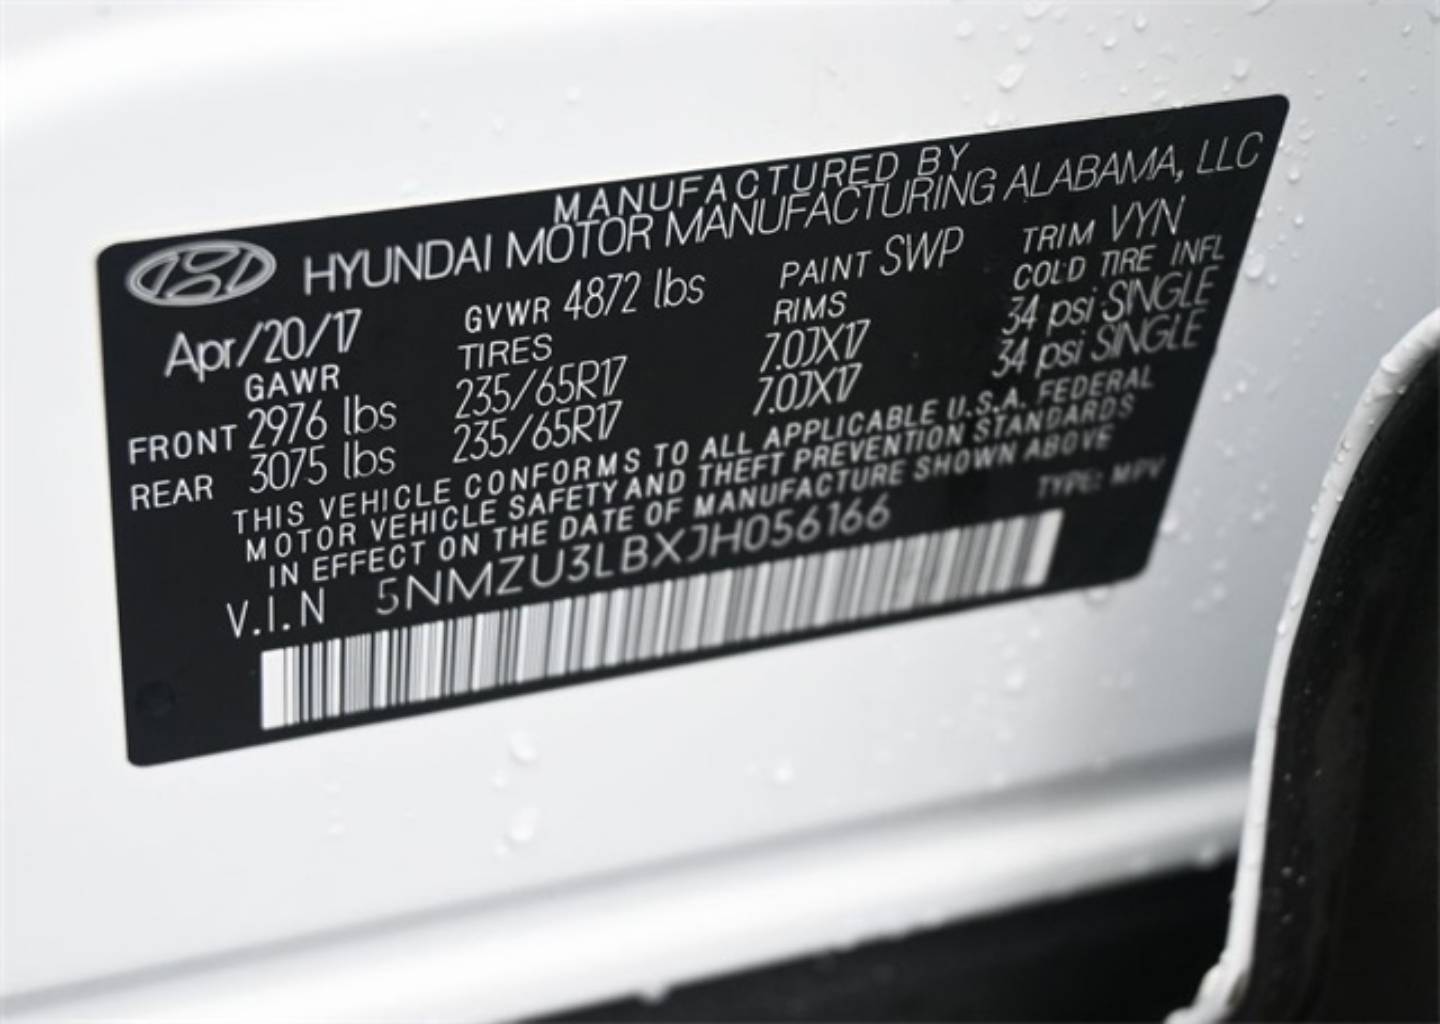 MANUFACTURED BY
HYUNDAI MOTOR MANUFACTURING ALABAMA, LLC
Apr/20/17 GVWR 4872 lbs PAINT SWP TRIM VYN
GAWR TIRES RIMS COLD TIRE INFL
FRONT 2976 lbs 235/65R17 7.0JX17 34 psi SINGLE
REAR 3075 lbs 235/65R17 7.0JX17 34 psi SINGLE
THIS VEHICLE CONFORMS TO ALL APPLICABLE U.S.A. FEDERAL
MOTOR VEHICLE SAFETY AND THEFT PREVENTION STANDARDS
IN EFFECT ON THE DATE OF MANUFACTURE SHOWN ABOVE
V.I.N 5NMZU3LBXJH056166 TYPE: MPV